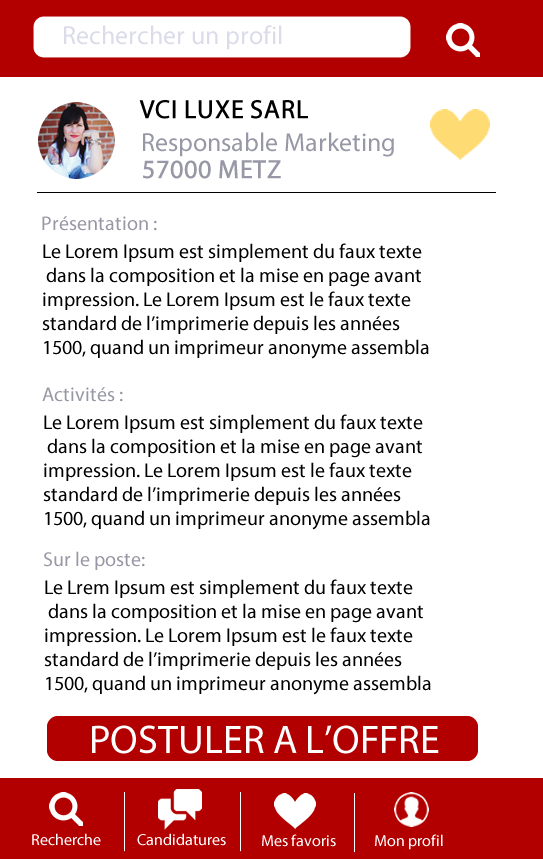 Rechercher un profil
VCI LUXE SARL
Responsable Marketing
57000 METZ
Présentation :
Le Lorem Ipsum est simplement du faux texte
dans la composition et la mise en page avant
impression. Le Lorem Ipsum est le faux texte
standard de l'imprimerie depuis les années
1500, quand un imprimeur anonyme assembla
Activités :
Le Lorem Ipsum est simplement du faux texte
dans la composition et la mise en page avant
impression. Le Lorem Ipsum est le faux texte
standard de l'imprimerie depuis les années
1500, quand un imprimeur anonyme assembla
Sur le poste:
Le Lrem Ipsum est simplement du faux texte
dans la composition et la mise en page avant
impression. Le Lorem Ipsum est le faux texte
standard de l'imprimerie depuis les années
1500, quand un imprimeur anonyme assembla
POSTULER A L'OFFRE
Recherche
Candidatures
Mes favoris
Mon profil